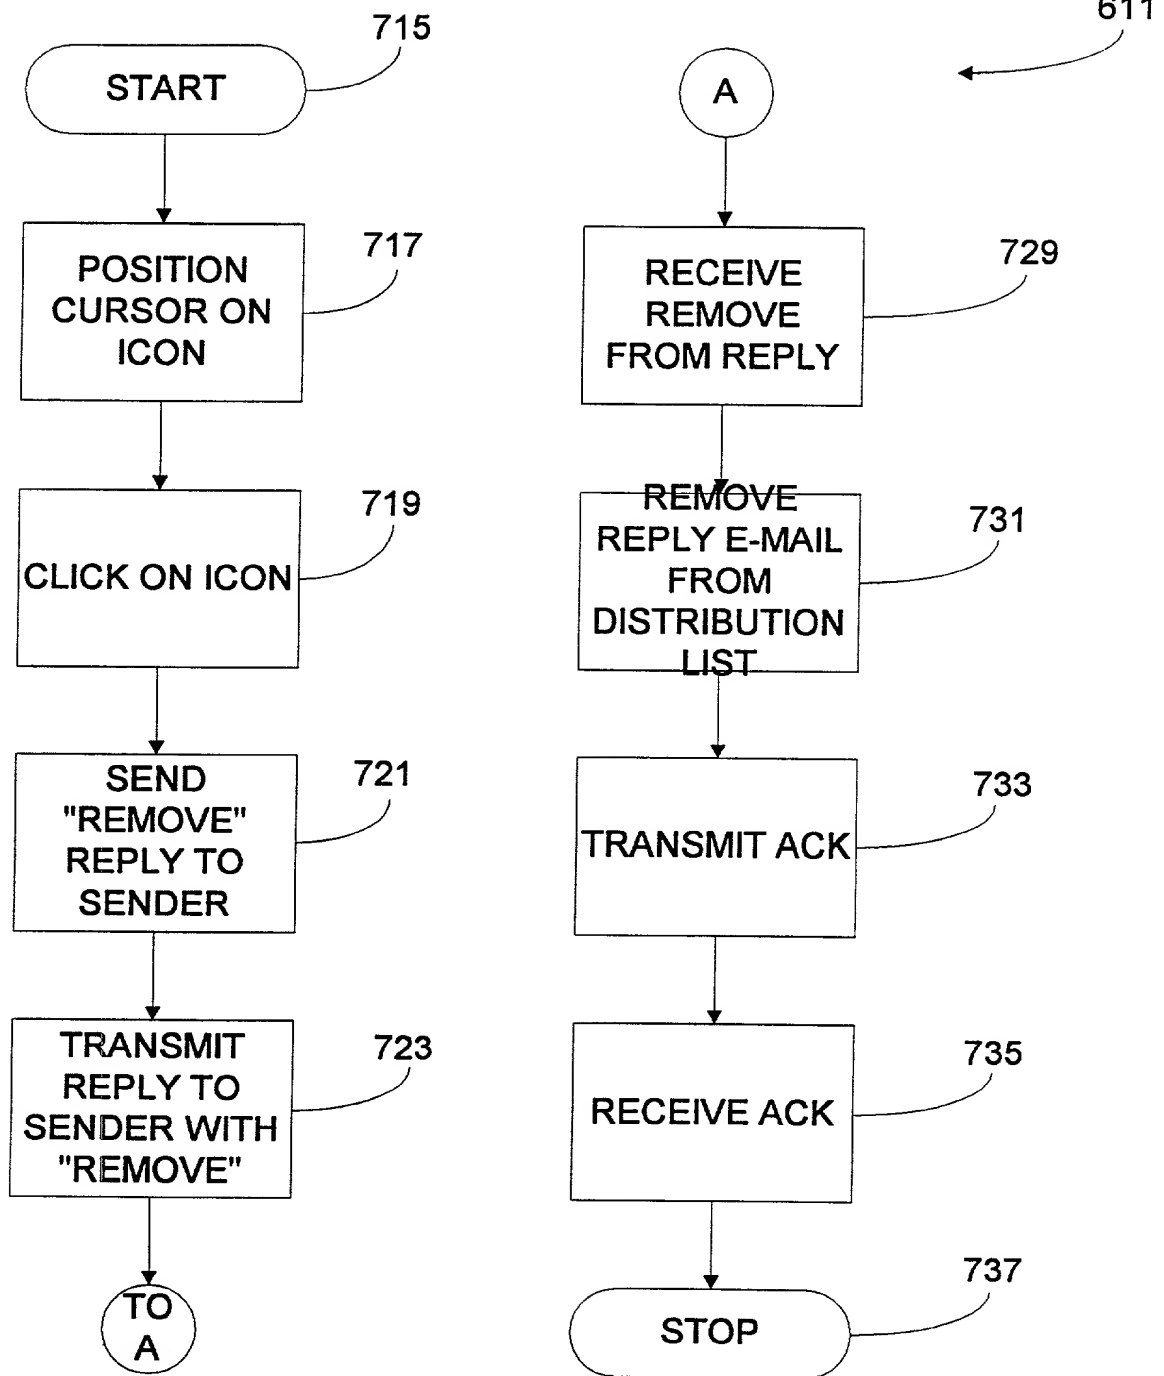 715
START
717
POSITION
CURSOR ON
ICON
719
CLICK ON ICON
721
SEND
"REMOVE"
REPLY TO
SENDER
723
TRANSMIT
REPLY TO
SENDER WITH
"REMOVE"
TO
A
611
A
729
RECEIVE
REMOVE
FROM REPLY
731
REMOVE
REPLY E-MAIL
FROM
DISTRIBUTION
LIST
733
TRANSMIT ACK
735
RECEIVE ACK
737
STOP